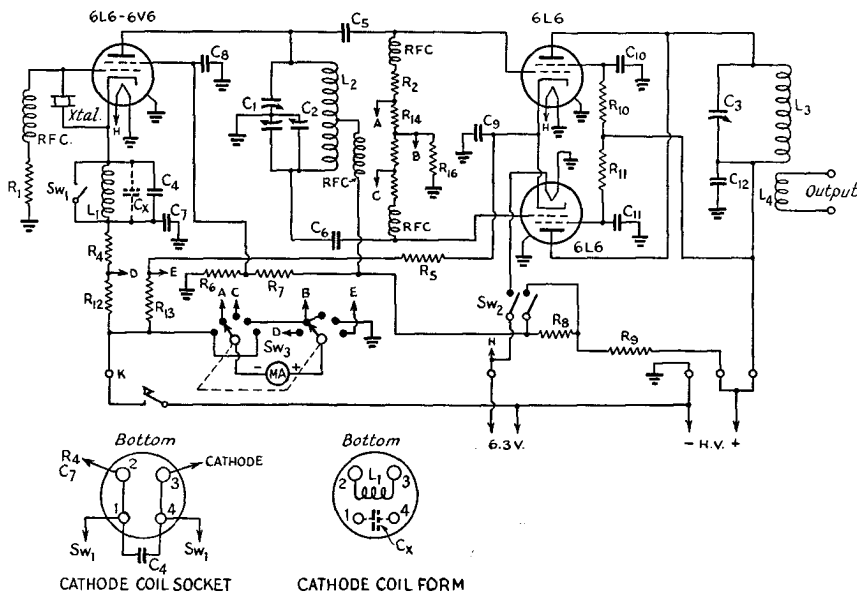 6L6-6V6
6L6
C5
C8
C10
RFC
L2
R2
C1
C2
C9
R10
C3
L3
Xtal.
H
A
R14
B
H
RFC.
R16
R11
C12
L4
Output
Sw1
Cx
C4
RFC
C
R1
L1
C7
RFC
C6
C11
6L6
R4
D
E
R5
R6
R7
R12
R13
A
C
B
E
Sw2
R8
D
Sw3
H
R9
K
- MA +
6.3V.
- H.V. +
Bottom
Bottom
R4
C7
2
3
CATHODE
L1
2
3
1
4
1
4
Sw1
C4
Sw1
Cx
CATHODE COIL SOCKET
CATHODE COIL FORM